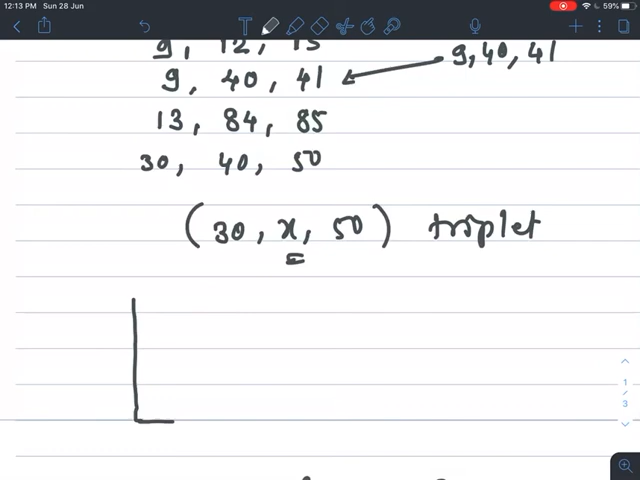 12:13 PM Sun 28 Jun
59%
9, 12, 15
9, 40, 41
9, 40, 41
13, 84, 85
30, 40, 50
(30, x, 50) triplet
1
/
3